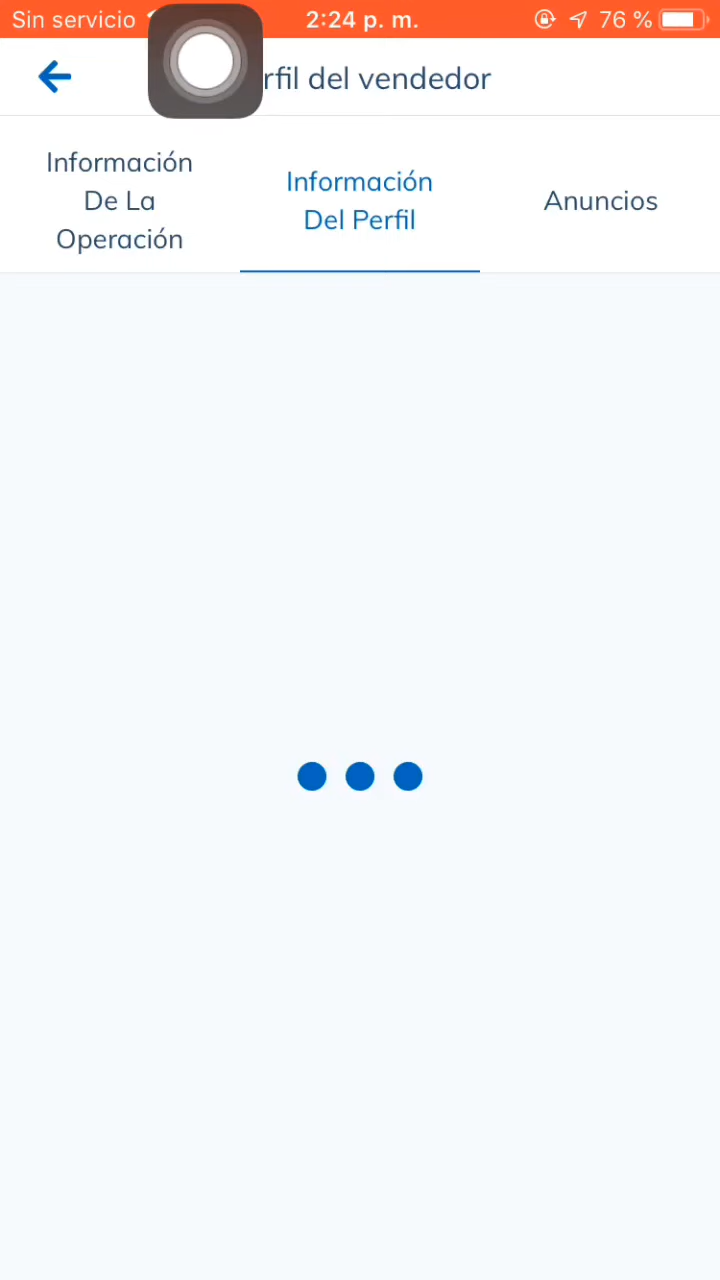 Sin servicio 2:24 p. m. 76 %
rfil del vendedor
Información
De La
Operación
Información
Del Perfil
Anuncios